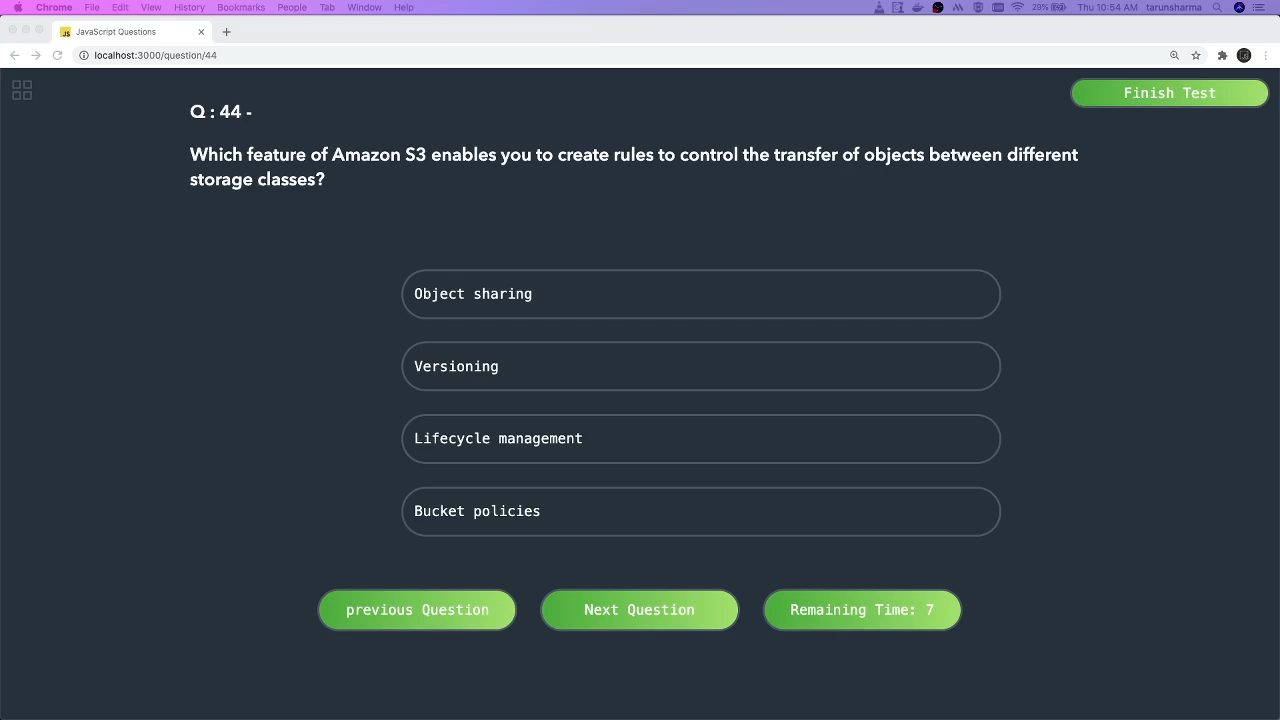 Chrome File Edit View History Bookmarks People Tab Window Help 29% Thu 10:54 AM tarunsharma
JS JavaScript Questions
localhost:3000/question/44
Finish Test
Q : 44 -
Which feature of Amazon S3 enables you to create rules to control the transfer of objects between different
storage classes?
Object sharing
Versioning
Lifecycle management
Bucket policies
previous Question Next Question Remaining Time: 7